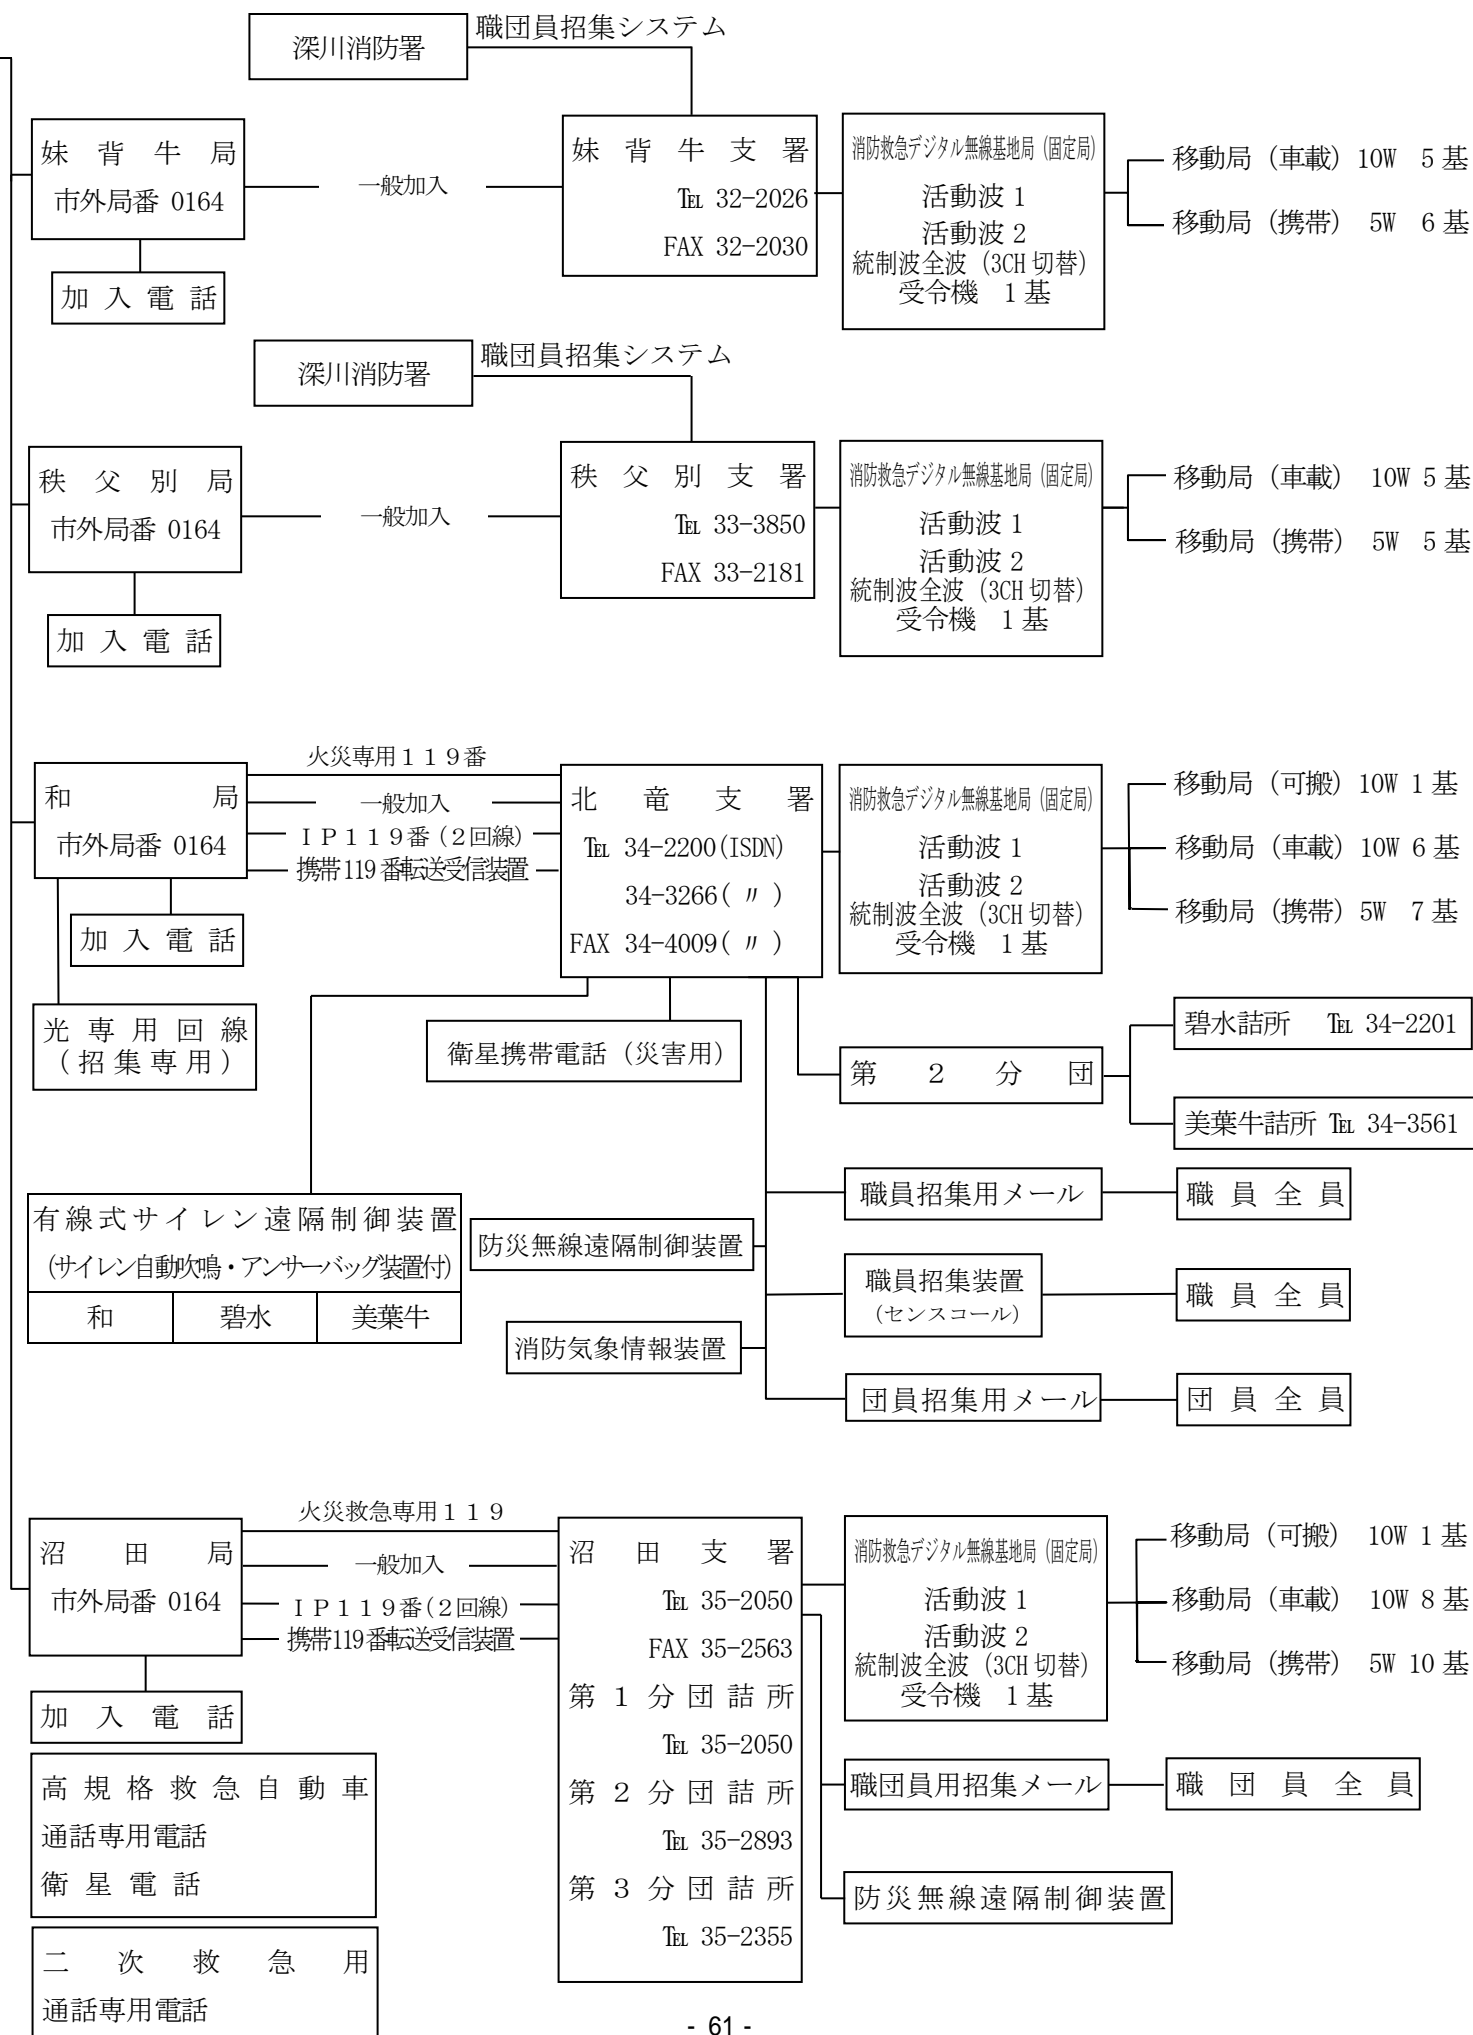 深川消防署
職団員招集システム
妹背牛局
市外局番 0164
加入電話
一般加入
妹背牛支署
℡ 32-2026
FAX 32-2030
消防救急デジタル無線基地局（固定局）
活動波１
活動波２
統制波全波（3CH切替）
受令機　１基
移動局（車載）10W　5基
移動局（携帯）　5W　6基
深川消防署
職団員招集システム
秩父別局
市外局番 0164
加入電話
一般加入
秩父別支署
℡ 33-3850
FAX 33-2181
消防救急デジタル無線基地局（固定局）
活動波１
活動波２
統制波全波（3CH切替）
受令機　１基
移動局（車載）　10W 5基
移動局（携帯）　5W　5基
和局
市外局番 0164
加入電話
光専用回線
（招集専用）
火災専用１１９番
一般加入
ＩＰ１１９番（２回線）
携帯119番転送受信装置
北竜支署
℡ 34-2200(ISDN)
34-3266(〃)
FAX 34-4009(〃)
消防救急デジタル無線基地局（固定局）
活動波１
活動波２
統制波全波（3CH切替）
受令機　１基
移動局（可搬）10W 1基
移動局（車載）10W 6基
移動局（携帯）5W　7基
衛星携帯電話（災害用）
第２分団
碧水詰所　℡ 34-2201
美葉牛詰所 ℡ 34-3561
有線式サイレン遠隔制御装置
（サイレン自動吹鳴・アンサーバッグ装置付）
和
碧水
美葉牛
防災無線遠隔制御装置
消防気象情報装置
職員招集用メール
職員全員
職員招集装置
（センスコール）
職員全員
団員招集用メール
団員全員
沼田局
市外局番 0164
加入電話
高規格救急自動車
通話専用電話
衛星電話
二次救急用
通話専用電話
火災救急専用１１９
一般加入
ＩＰ１１９番（２回線）
携帯119番転送受信装置
沼田支署
℡ 35-2050
FAX 35-2563
第１分団詰所
℡ 35-2050
第２分団詰所
℡ 35-2893
第３分団詰所
℡ 35-2355
消防救急デジタル無線基地局（固定局）
活動波１
活動波２
統制波全波（3CH切替）
受令機　１基
移動局（可搬）　10W 1基
移動局（車載）　10W 8基
移動局（携帯）　5W 10基
職団員用招集メール
職団員全員
防災無線遠隔制御装置
- 61 -